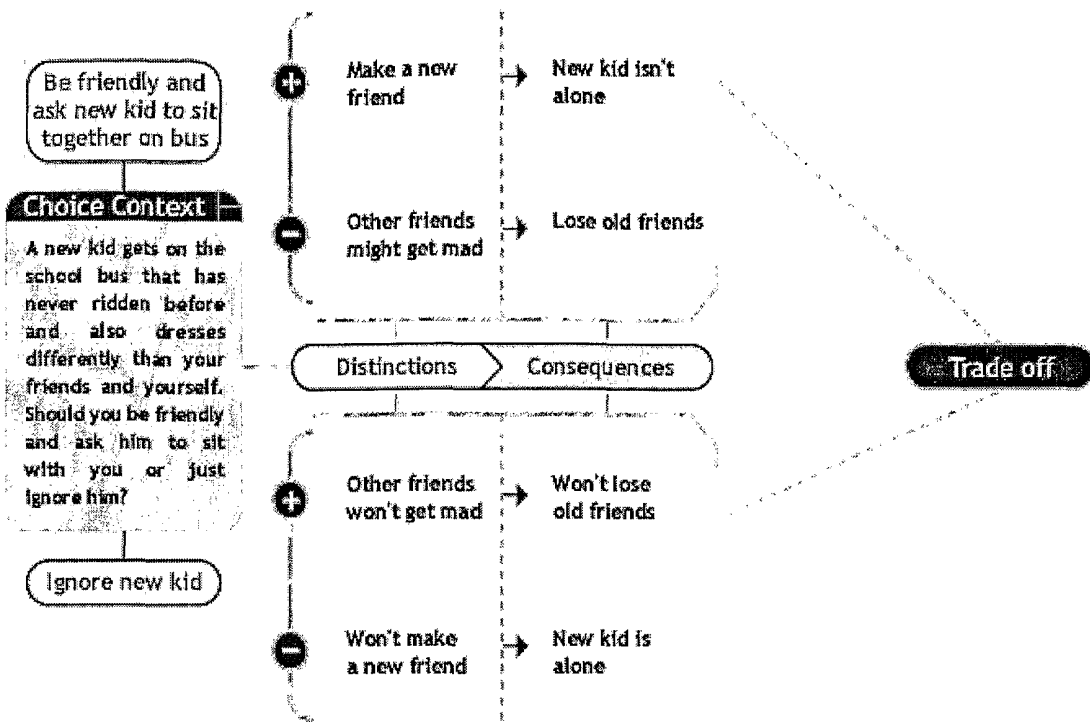 Be friendly and
ask new kid to sit
together on bus
Choice Context
A new kid gets on the
school bus that has
never ridden before
and also dresses
differently than your
friends and yourself.
Should you be friendly
and ask him to sit
with you or just
ignore him?
Ignore new kid
Make a new
friend
New kid isn't
alone
Other friends
might get mad
Lose old friends
Distinctions
Consequences
Other friends
won't get mad
Won't lose
old friends
Won't make
a new friend
New kid is
alone
Trade off